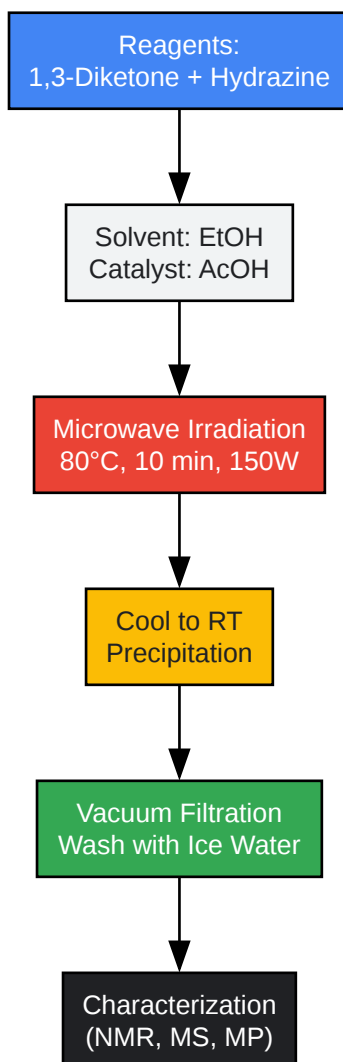 Reagents:
1,3-Diketone + Hydrazine
Solvent: EtOH
Catalyst: AcOH
Microwave Irradiation
80°C, 10 min, 150W
Cool to RT
Precipitation
Vacuum Filtration
Wash with Ice Water
Characterization
(NMR, MS, MP)